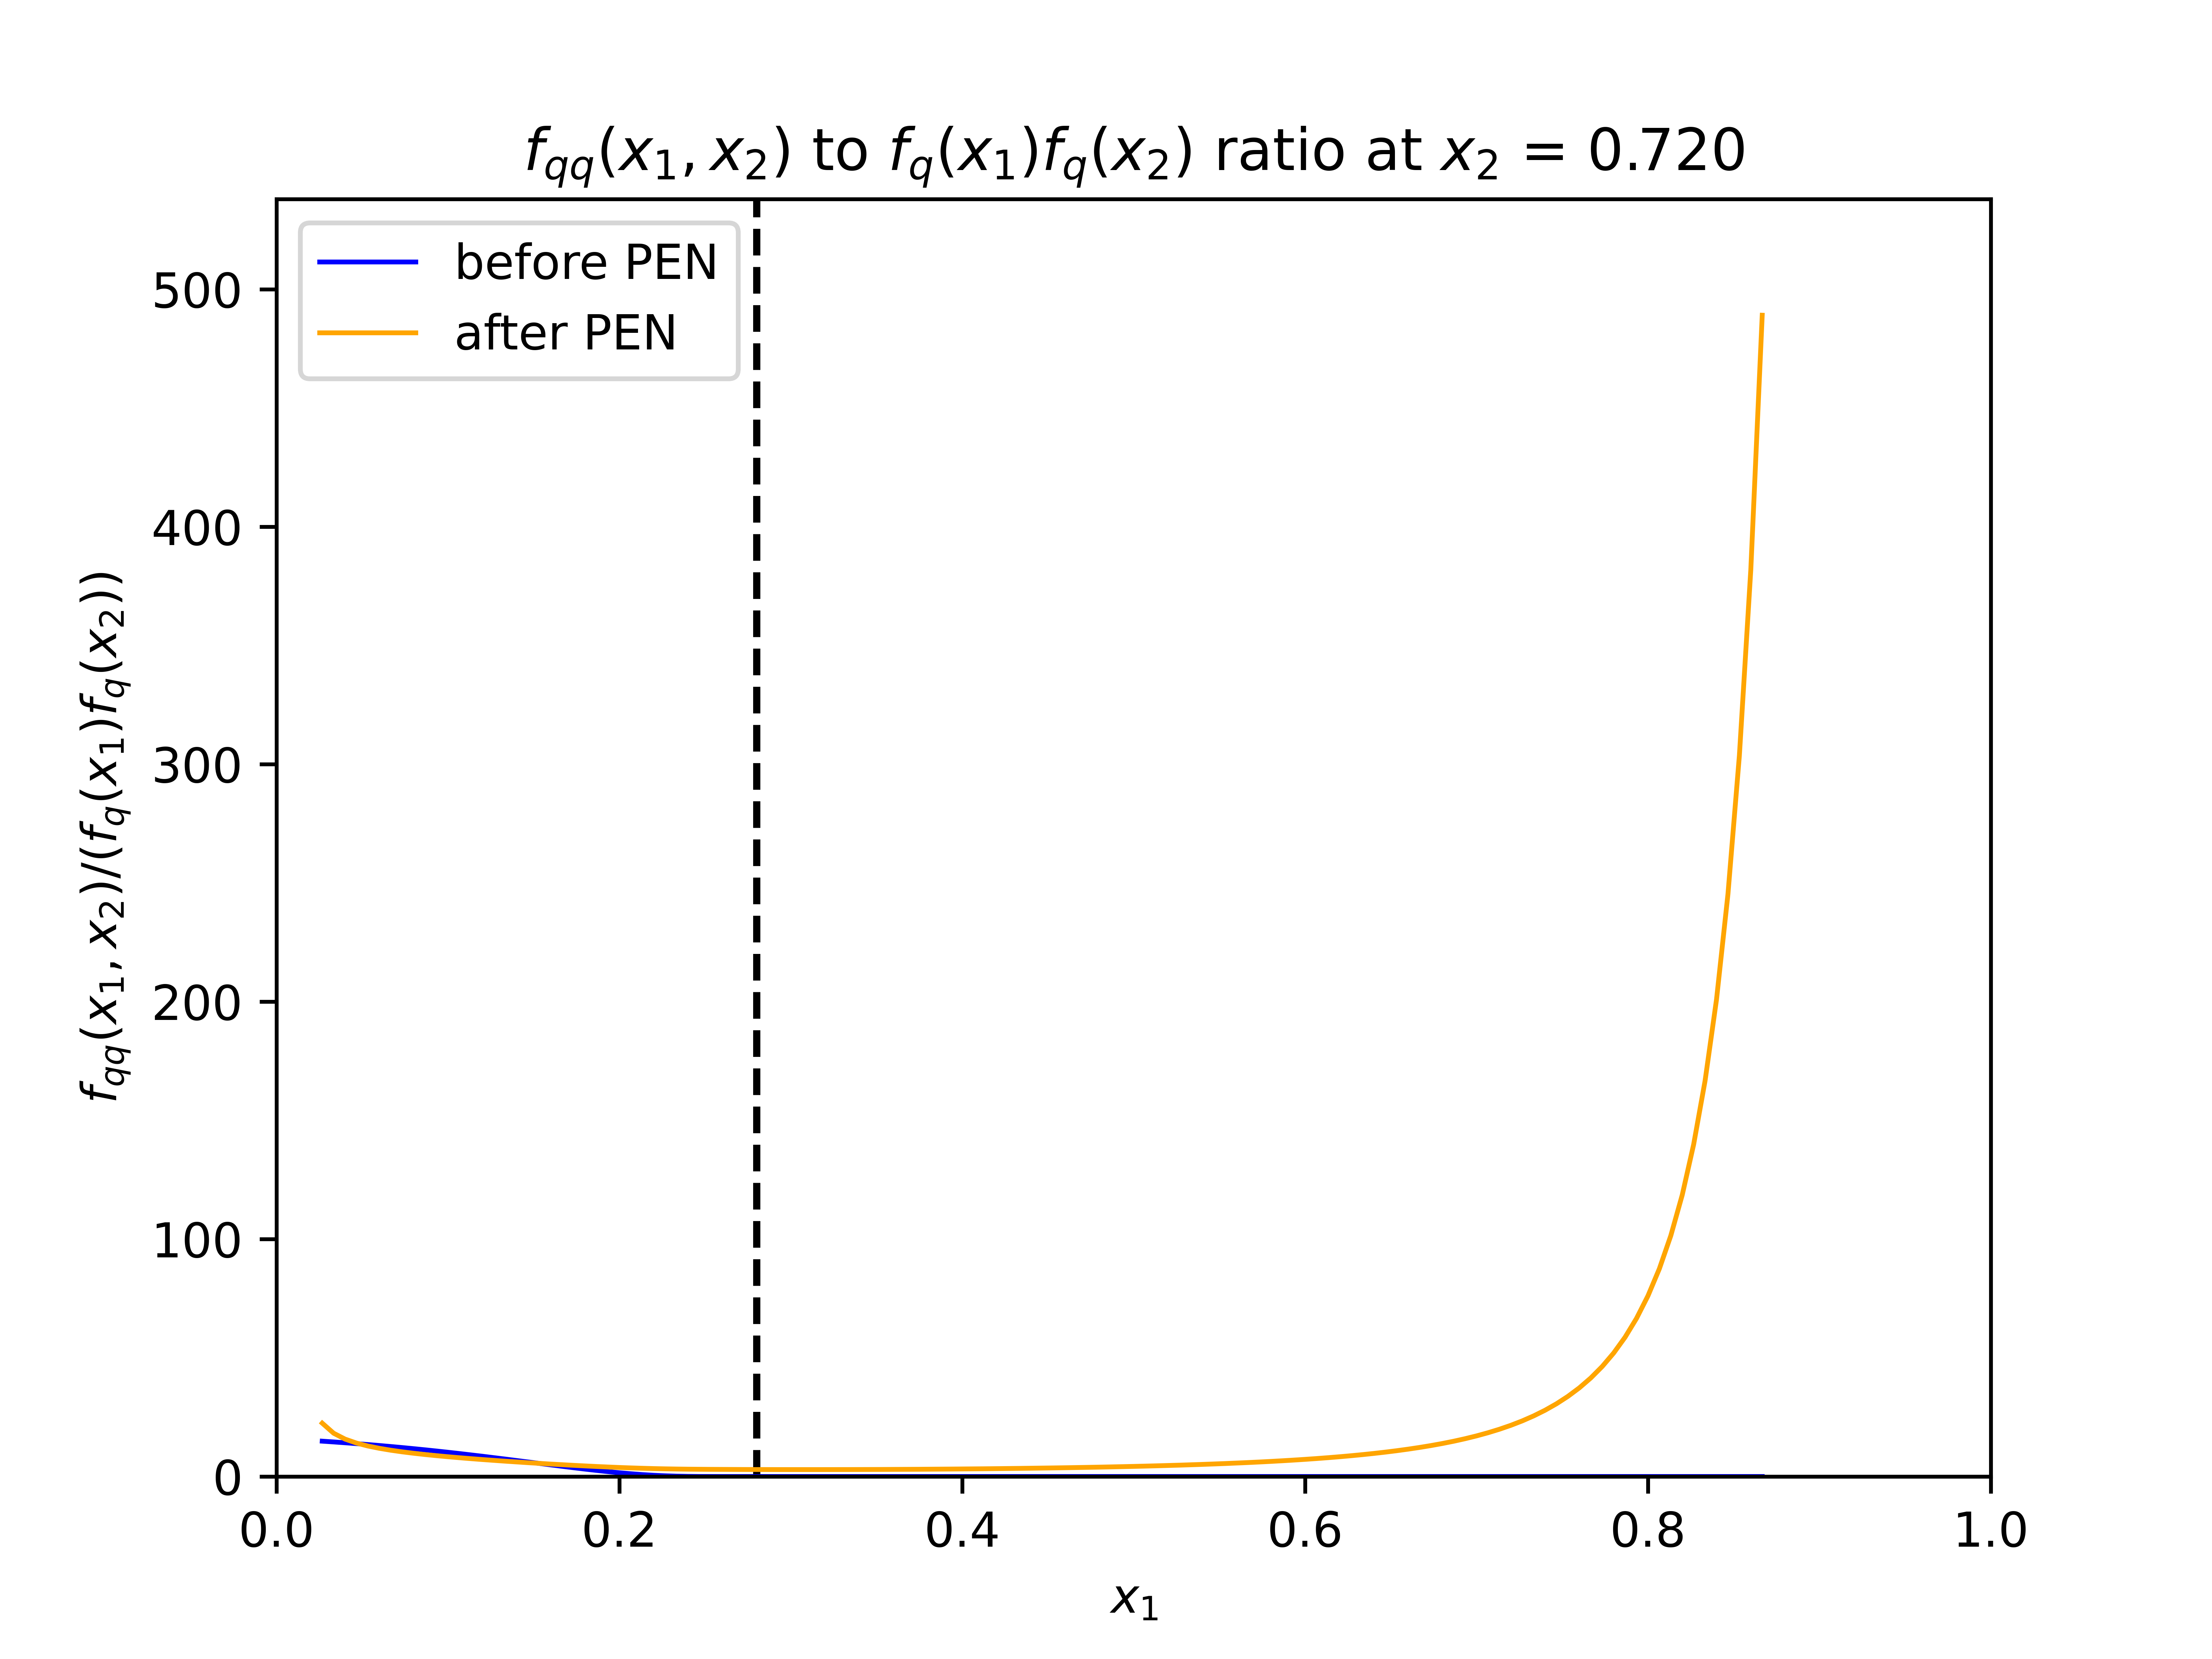 f_qq(x_1, x_2) to f_q(x_1)f_q(x_2) ratio at x_2 = 0.720
before PEN
after PEN
f_qq(x_1, x_2)/(f_q(x_1)f_q(x_2))
500
400
300
200
100
0
0.0 0.2 0.4 0.6 0.8 1.0
x_1